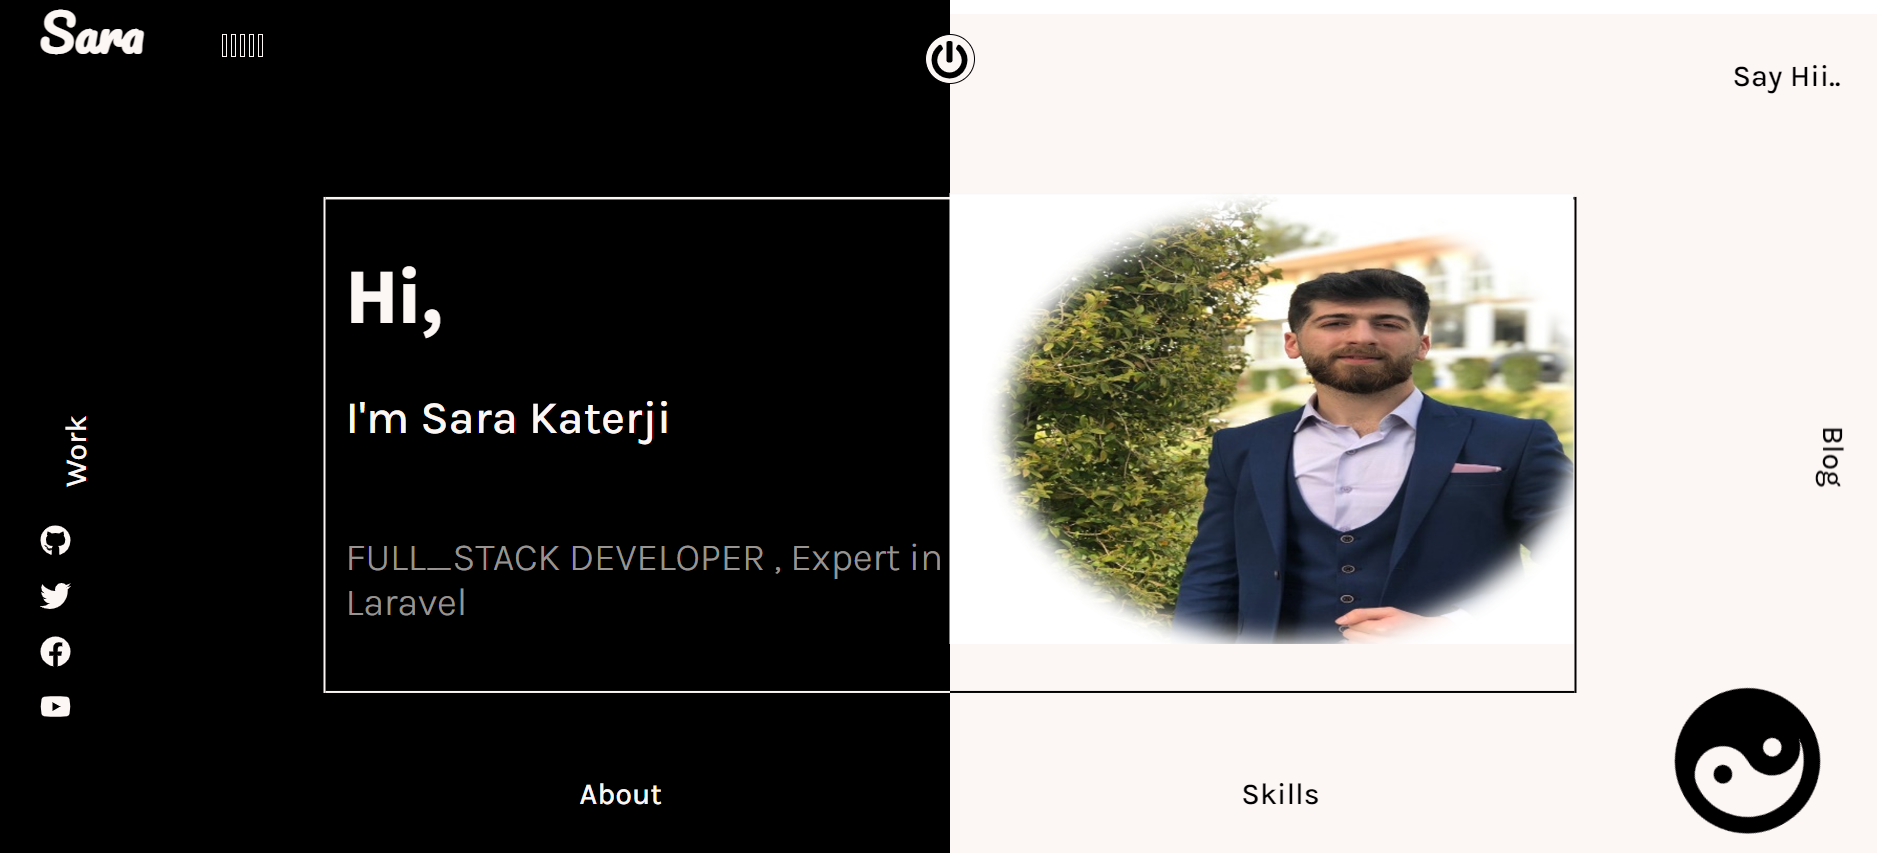 Sara
Say Hii..
Hi,
I'm Sara Katerji
FULL_STACK DEVELOPER , Expert in
Laravel
Work
Blog
About
Skills